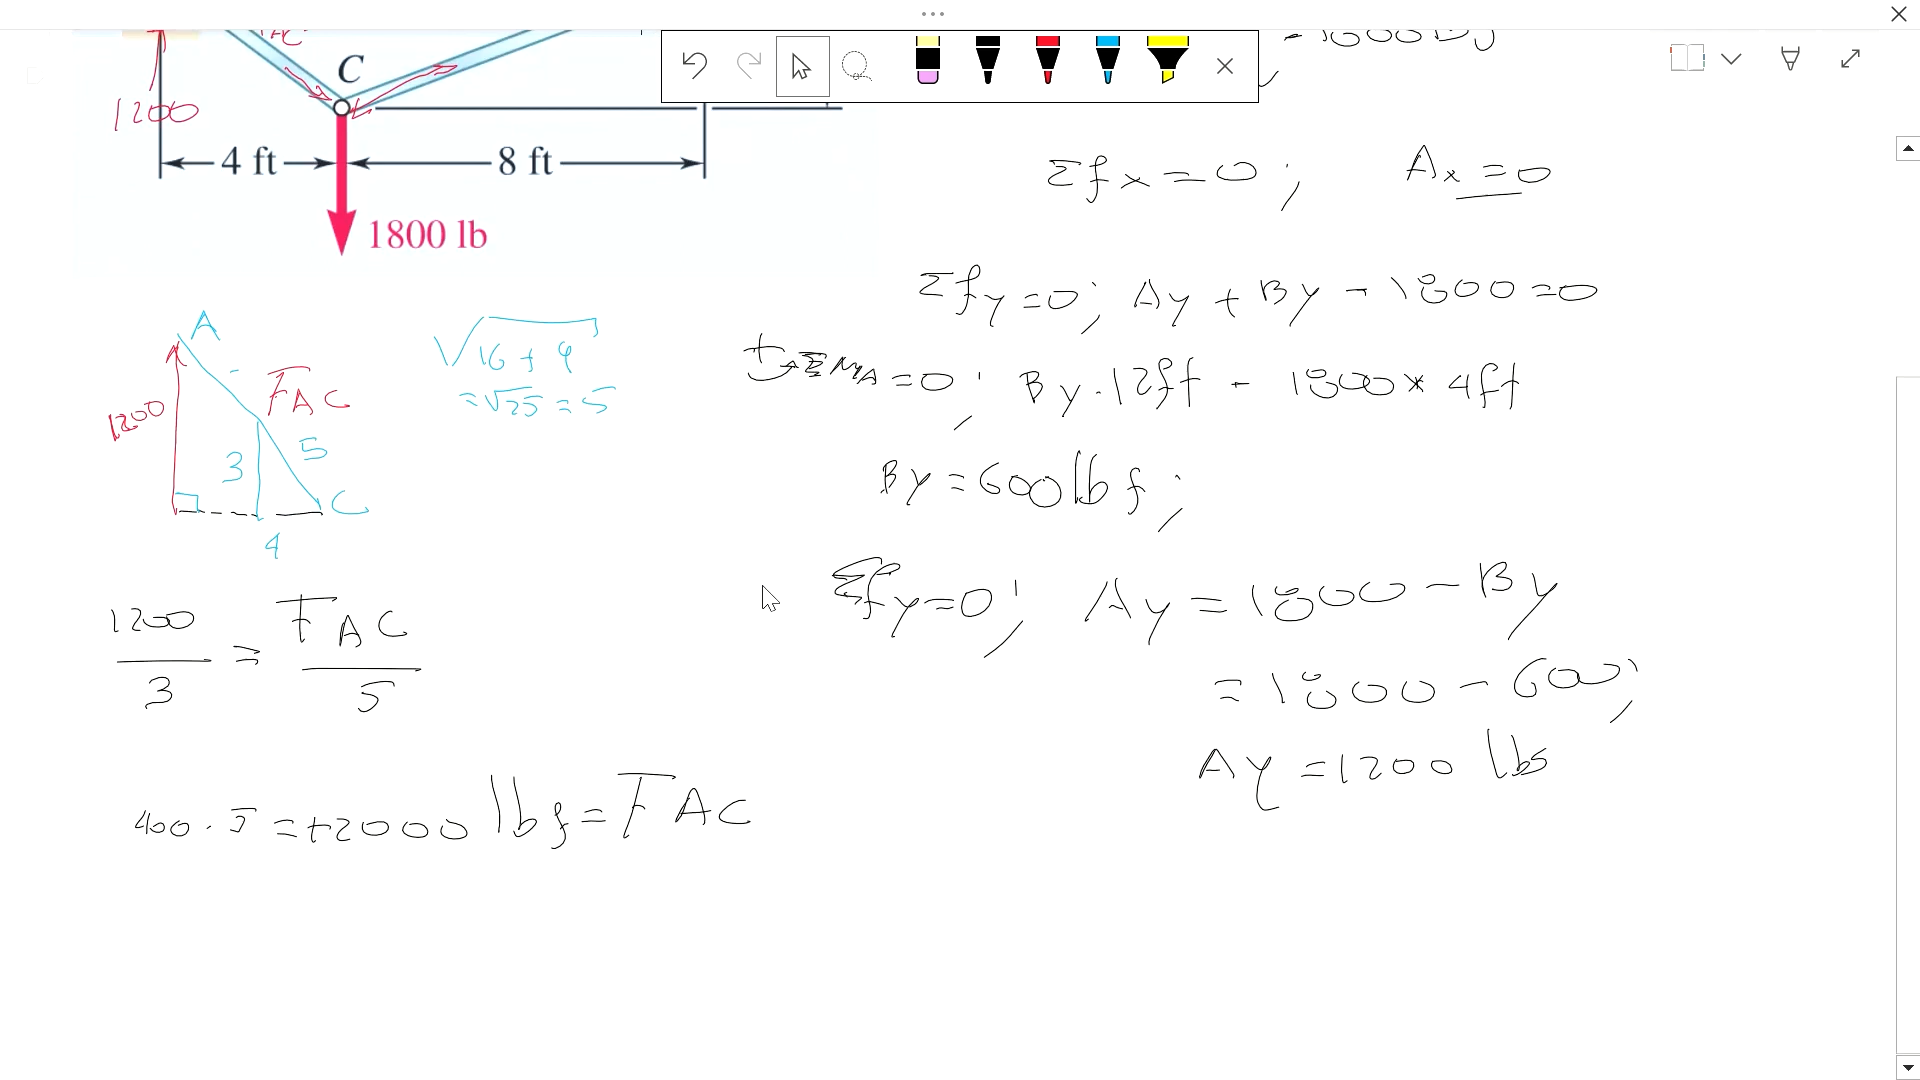 AC
1200
C
4 ft
8 ft
1800 lb
A
1200
FAC
3
5
C
4
√16 + 9
= √25 = 5
1200/3 = FAC/5
400 . 5 = +2000 lbf = FAC
Σfx = 0 ; Ax = 0
Σfy = 0 ; Ay + By - 1800 = 0
+ ΣMA = 0 ; By . 12ft - 1800 * 4ft
By = 600 lbf ;
Σfy = 0 ; Ay = 1800 - By
= 1800 - 600 ;
Ay = 1200 lbs